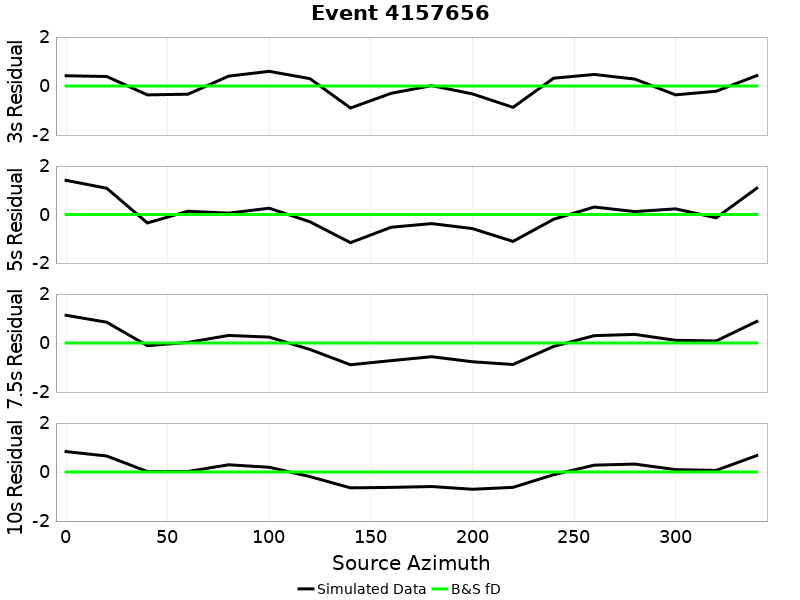 Event 4157656
3s Residual
2
0
-2
5s Residual
2
0
-2
7.5s Residual
2
0
-2
10s Residual
2
0
-2
0 50 100 150 200 250 300
Source Azimuth
Simulated Data B&S fD